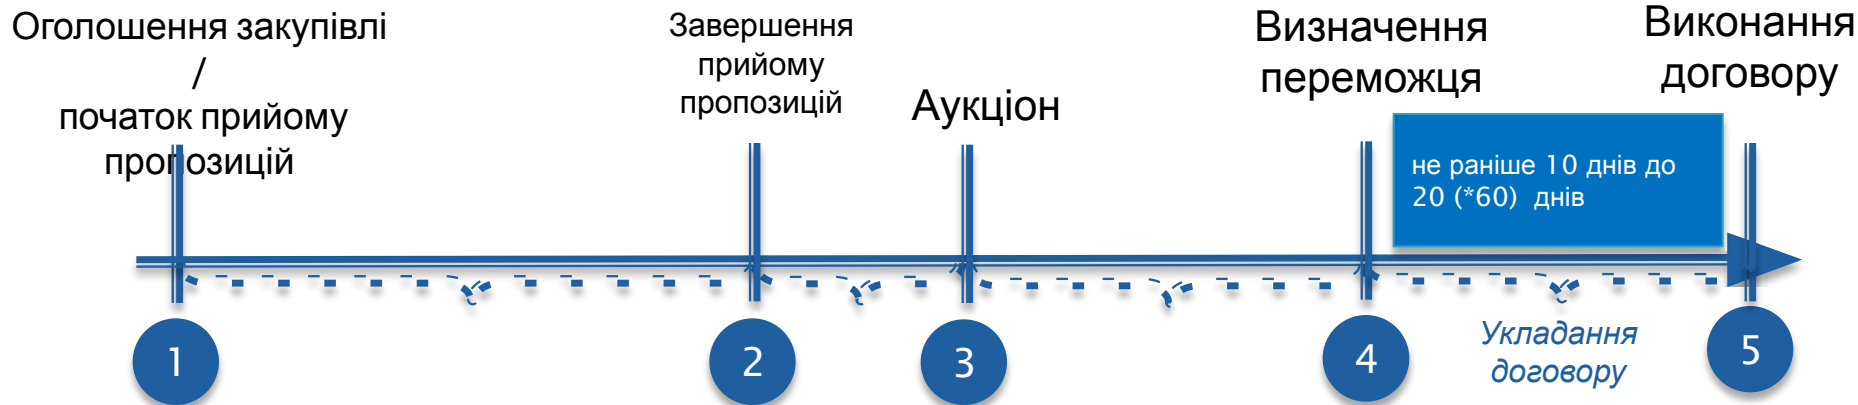 Оголошення закупівлі
/
початок прийому
пропозицій
Завершення
прийому
пропозицій
Аукціон
Визначення
переможця
Виконання
договору
не раніше 10 днів до
20 (*60) днів
1
2
3
4
Укладання
договору
5